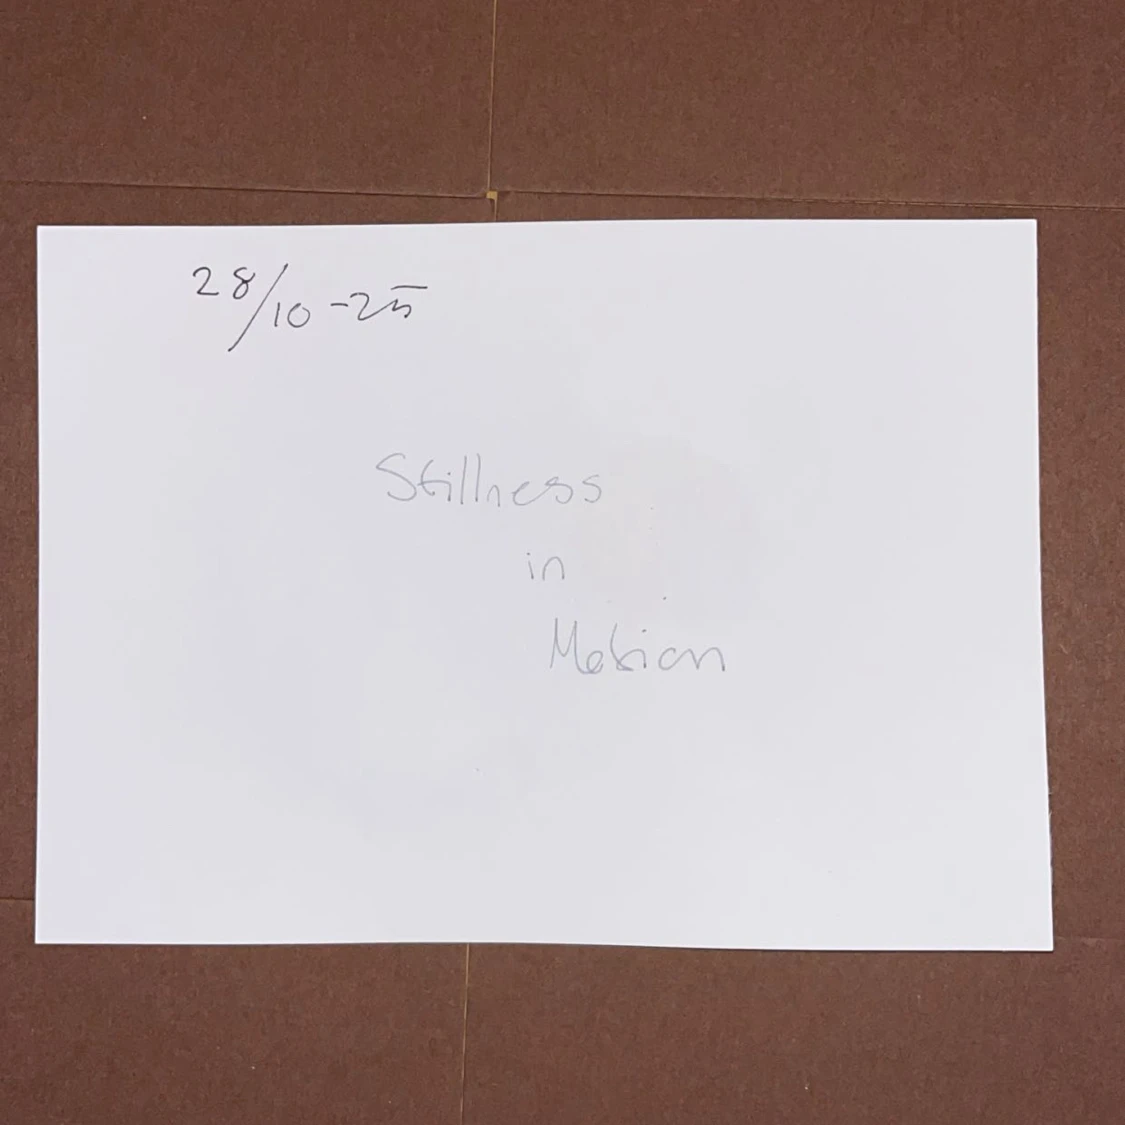 28/10-25
Stillness
in
Motion